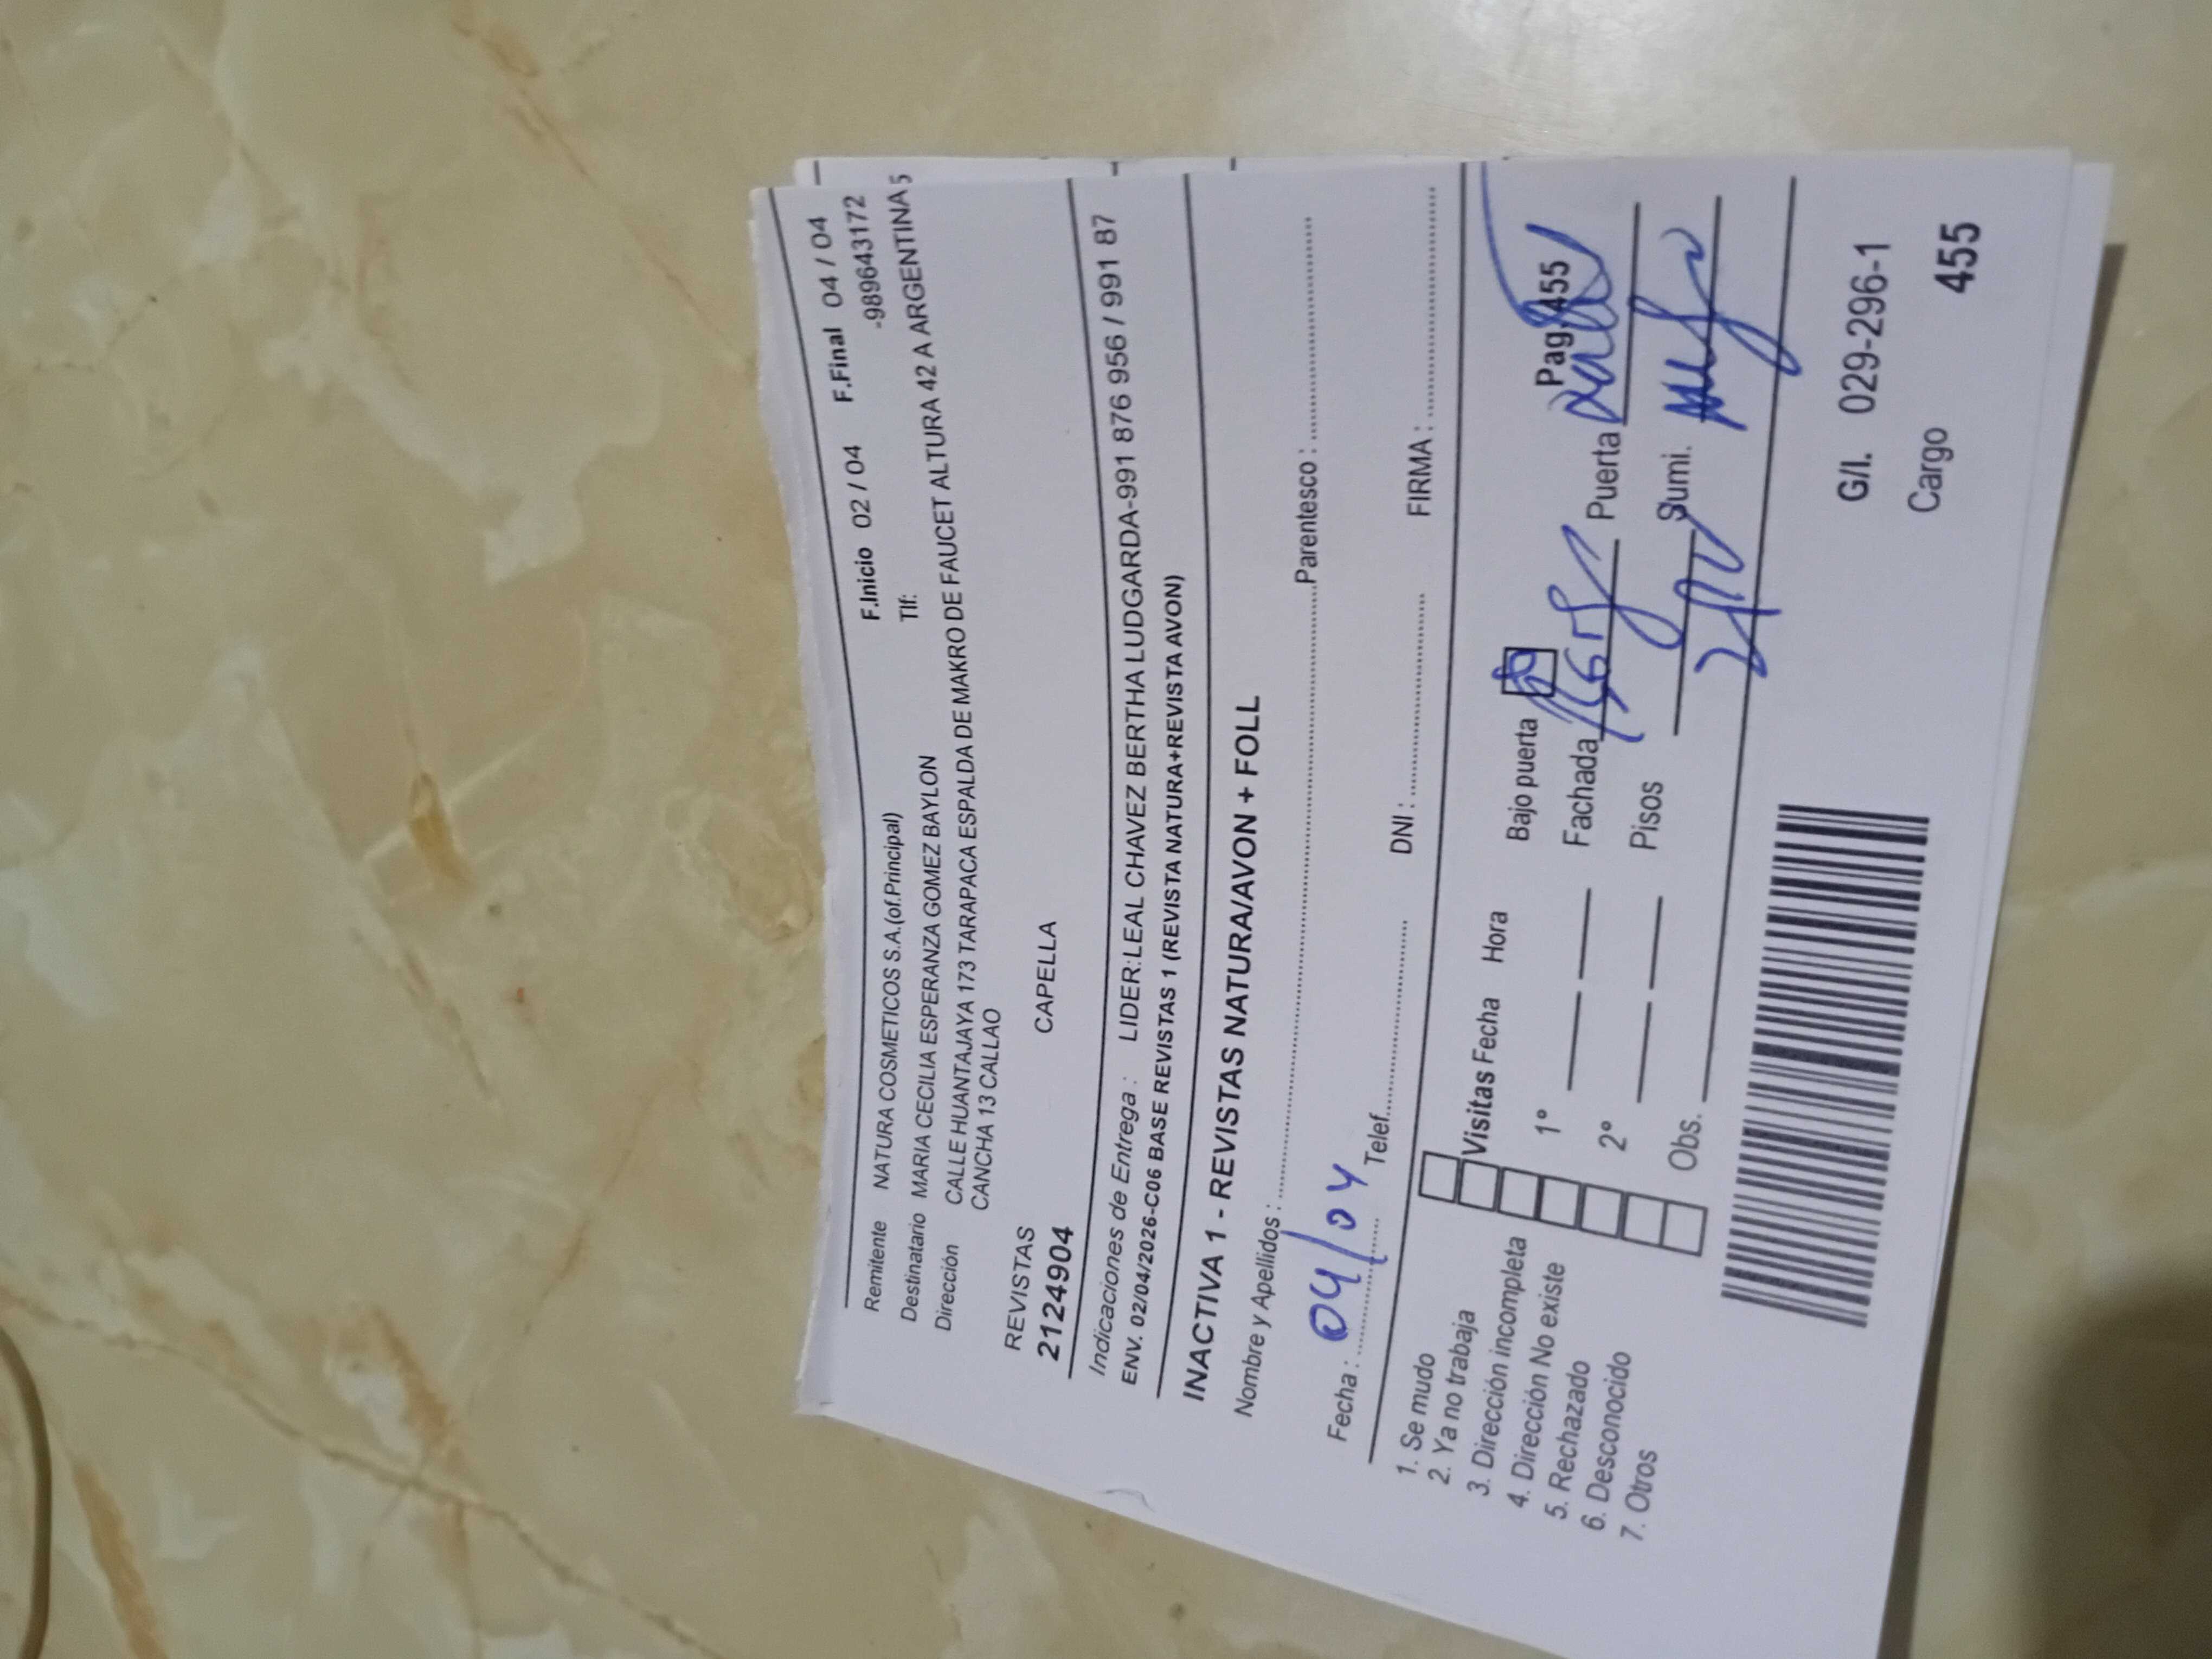 F.Inicio 02 / 04 F.Final 04 / 04
Remitente NATURA COSMETICOS S.A.(of.Principal) Tlf: -989643172
Destinatario MARIA CECILIA ESPERANZA GOMEZ BAYLON
Dirección CALLE HUANTAJAYA 173 TARAPACA ESPALDA DE MAKRO DE FAUCET ALTURA 42 A ARGENTINA 5
CANCHA 13 CALLAO
REVISTAS CAPELLA
21124904
Indicaciones de Entrega : LIDER:LEAL CHAVEZ BERTHA LUDGARDA-991 876 956 / 991 87
ENV. 02/04/2026-C06 BASE REVISTAS 1 (REVISTA NATURA+REVISTA AVON)
INACTIVA 1 - REVISTAS NATURA/AVON + FOLL
Nombre y Apellidos : Parentesco :
Fecha : 04/04 Telef. DNI : FIRMA :
1. Se mudo
2. Ya no trabaja
3. Dirección incompleta
4. Dirección No existe
5. Rechazado
6. Desconocido
7. Otros
Visitas Fecha Hora Bajo puerta Pag. 455
1° Fachada Puerta
2° Pisos Sumi.
Obs.
G/I. 029-296-1
Cargo 455